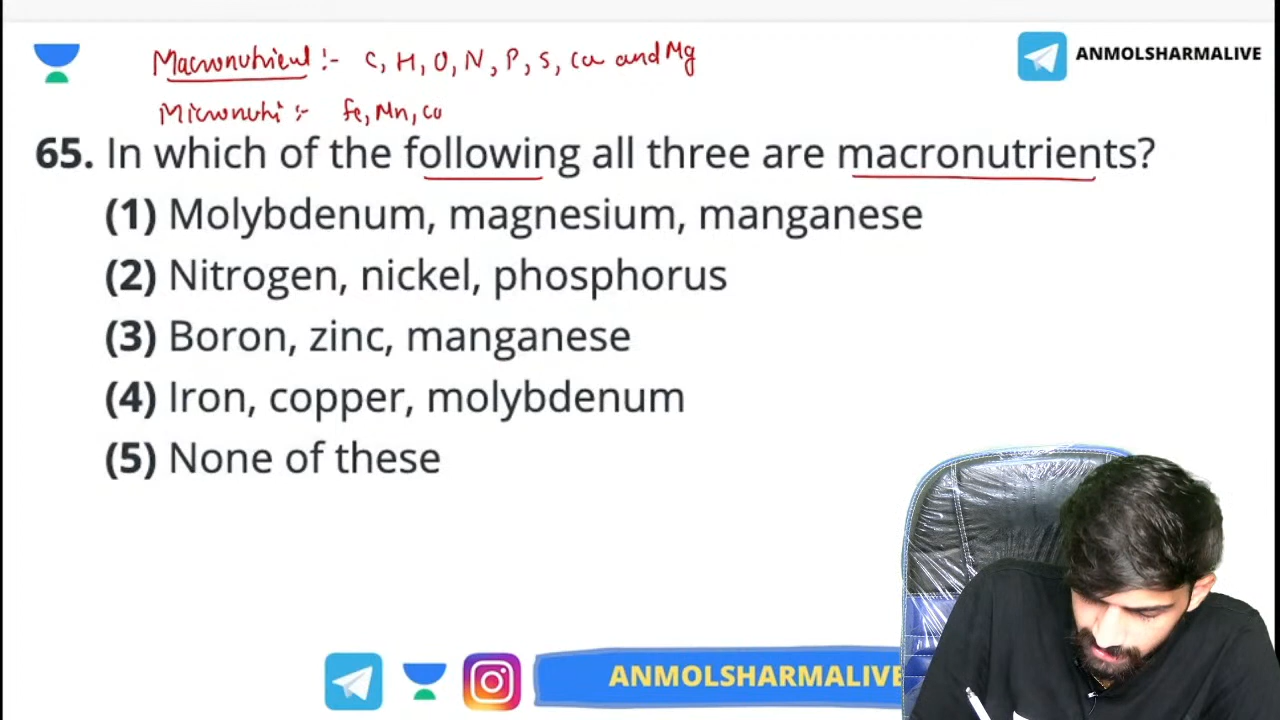 Macronutrient :- C, H, O, N, P, S, Ca and Mg
ANMOLSHARMALIVE
Micronutri :- Fe, Mn, Co
65. In which of the following all three are macronutrients?
(1) Molybdenum, magnesium, manganese
(2) Nitrogen, nickel, phosphorus
(3) Boron, zinc, manganese
(4) Iron, copper, molybdenum
(5) None of these
ANMOLSHARMALIVE